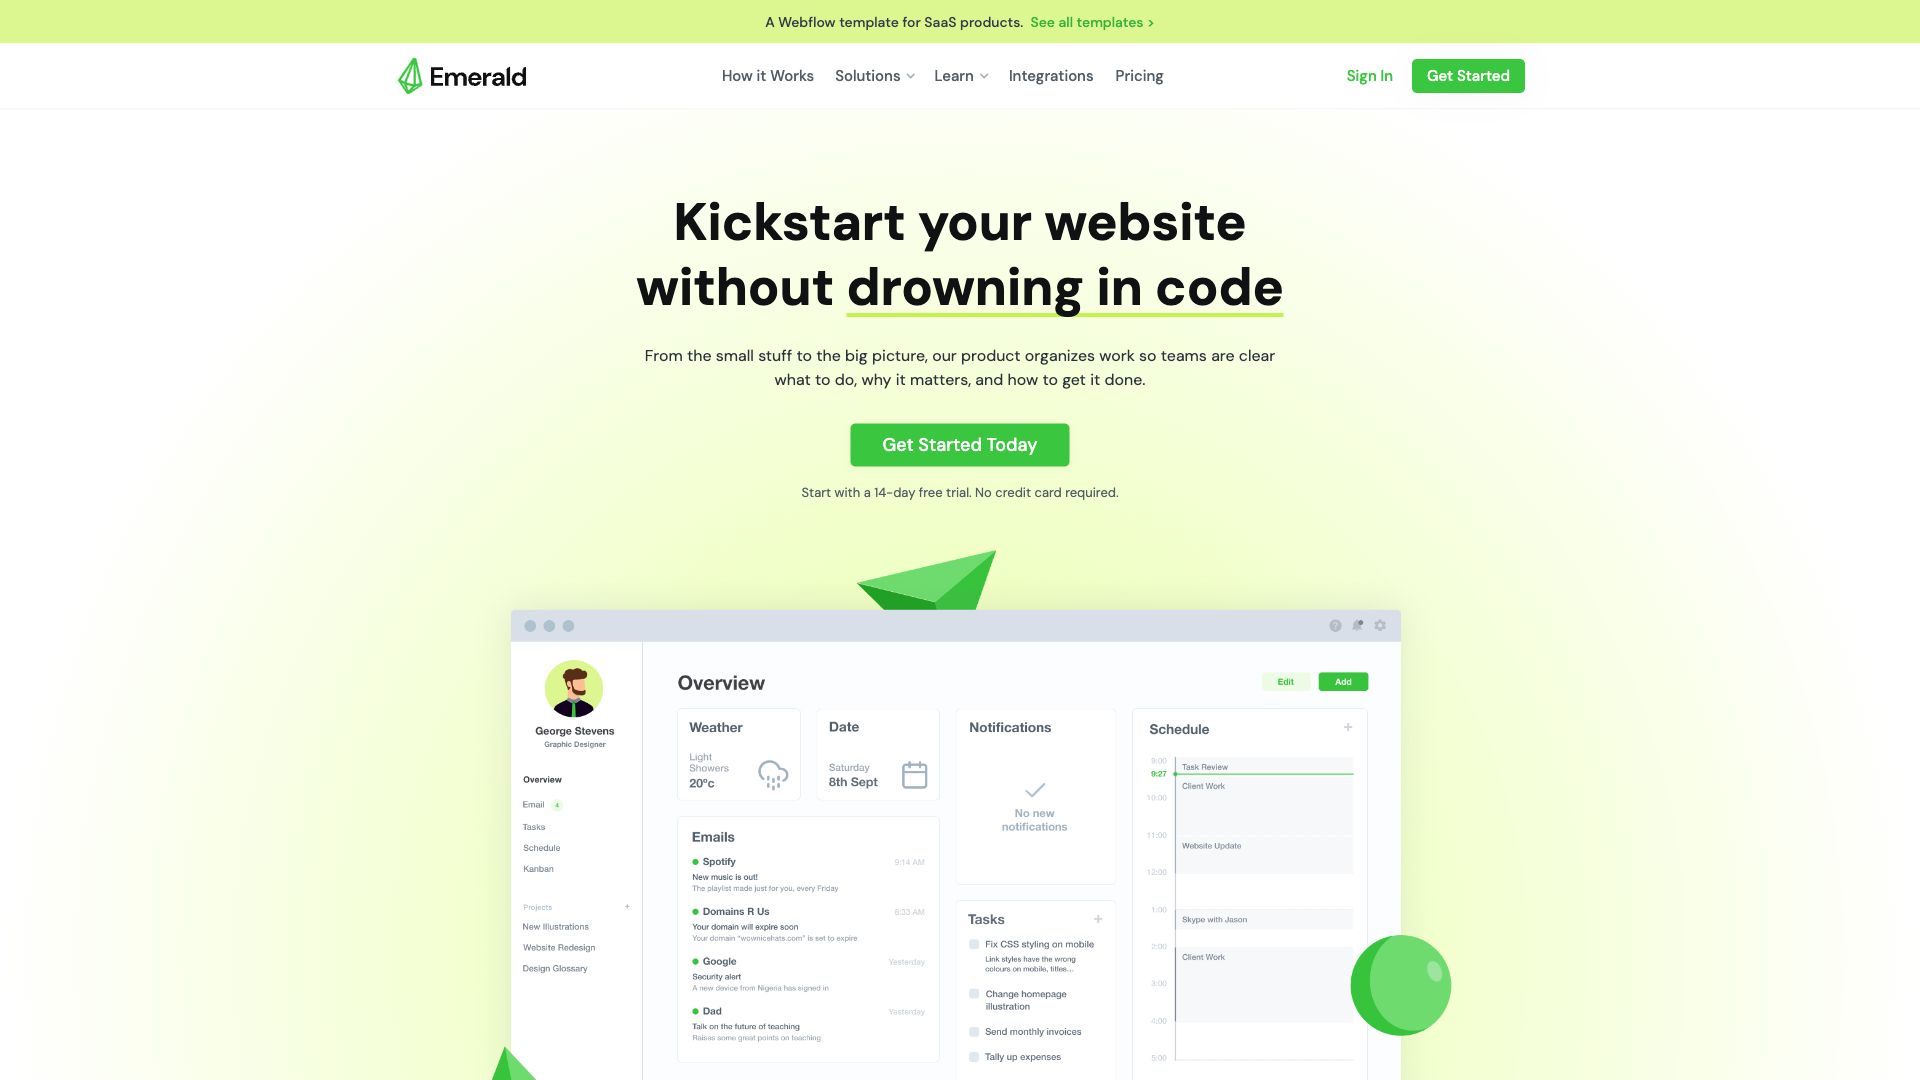 A Webflow template for SaaS products. See all templates >
Emerald
How it Works Solutions Learn Integrations Pricing
Sign In
Get Started
Kickstart your website
without drowning in code
From the small stuff to the big picture, our product organizes work so teams are clear
what to do, why it matters, and how to get it done.
Get Started Today
Start with a 14-day free trial. No credit card required.
George Stevens
Graphic Designer
Overview
Email 4
Tasks
Schedule
Kanban
Projects +
New Illustrations
Website Redesign
Design Glossary
Overview
Edit
Add
Weather
Light
Showers
20ºc
Date
Saturday
8th Sept
Emails
Spotify 9:14 AM
New music is out!
The playlist made just for you, every Friday
Domains R Us 8:33 AM
Your domain will expire soon
Your domain “wowmicehats.com” is set to expire
Google Yesterday
Security alert
A new device from Nigeria has signed in
Dad Yesterday
Talk on the future of teaching
Raises some great points on teaching
Notifications
No new
notifications
Tasks +
Fix CSS styling on mobile
Link styles have the wrong
colours on mobile, titles...
Change homepage
illustration
Send monthly invoices
Tally up expenses
Schedule +
9:00 Task Review
9:27
Client Work
10:00
11:00
Website Update
12:00
1:00
Skype with Jason
2:00
Client Work
3:00
4:00
5:00